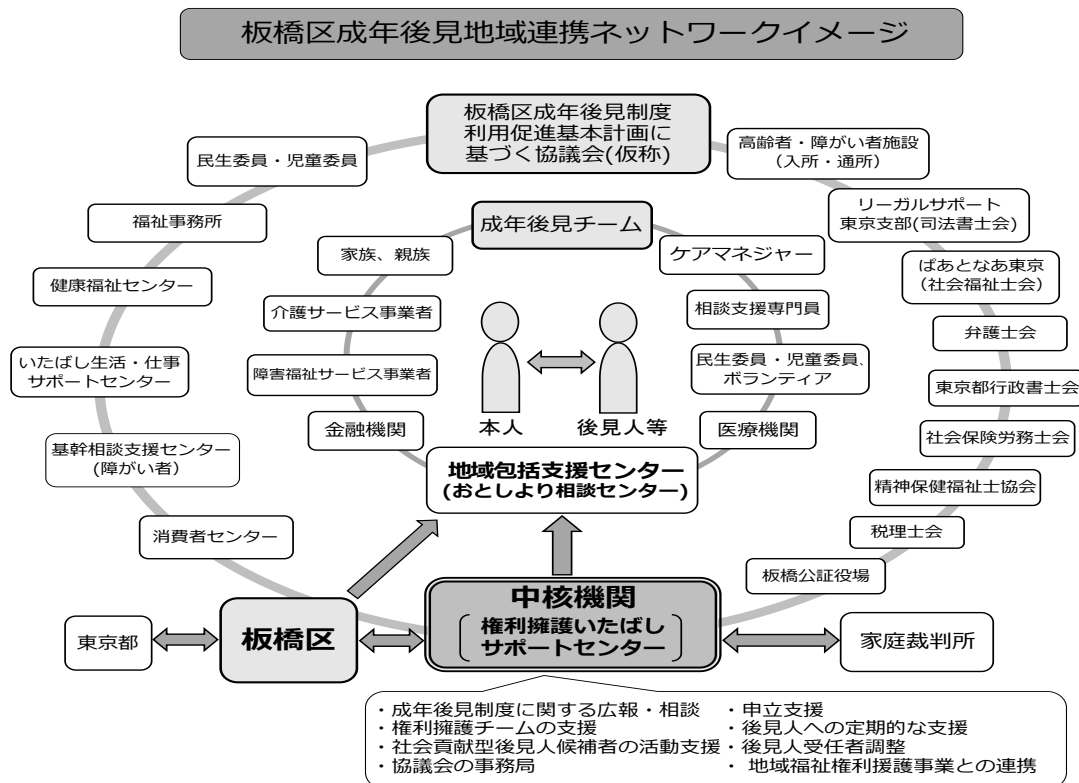 板橋区成年後見地域連携ネットワークイメージ
板橋区成年後見制度
利用促進基本計画に
基づく協議会(仮称)
民生委員・児童委員
福祉事務所
健康福祉センター
いたばし生活・仕事
サポートセンター
基幹相談支援センター
(障がい者)
消費者センター
高齢者・障がい者施設
（入所・通所）
リーガルサポート
東京支部(司法書士会)
ぱあとなあ東京
（社会福祉士会）
弁護士会
東京都行政書士会
社会保険労務士会
精神保健福祉士協会
税理士会
板橋公証役場
成年後見チーム
家族、親族
介護サービス事業者
障害福祉サービス事業者
金融機関
ケアマネジャー
相談支援専門員
民生委員・児童委員、
ボランティア
医療機関
本人
後見人等
地域包括支援センター
(おとしより相談センター)
東京都
板橋区
中核機関
権利擁護いたばし
サポートセンター
家庭裁判所
・成年後見制度に関する広報・相談
・権利擁護チームの支援
・社会貢献型後見人候補者の活動支援
・協議会の事務局
・申立支援
・後見人への定期的な支援
・後見人受任者調整
・地域福祉権利援護事業との連携